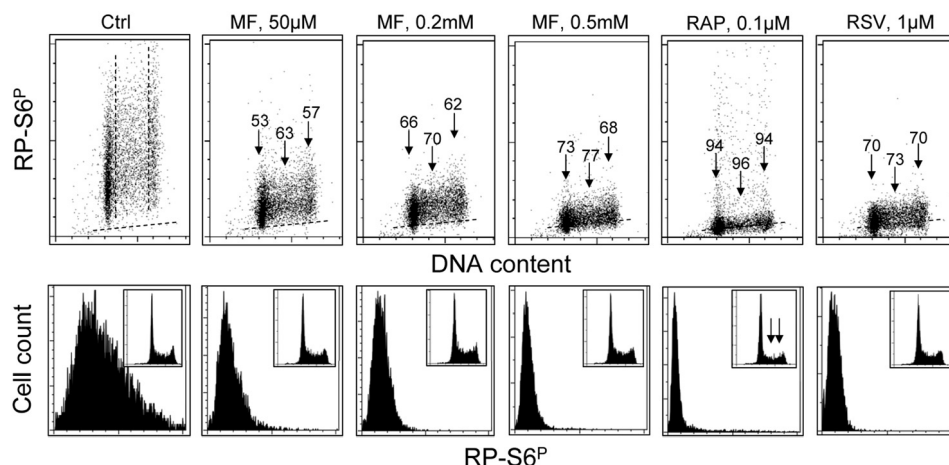 Ctrl MF, 50µM MF, 0.2mM MF, 0.5mM RAP, 0.1µM RSV, 1µM
RP-S6P
53 63 57
66 70 62
73 77 68
94 96 94
70 73 70
DNA content
Cell count
RP-S6P